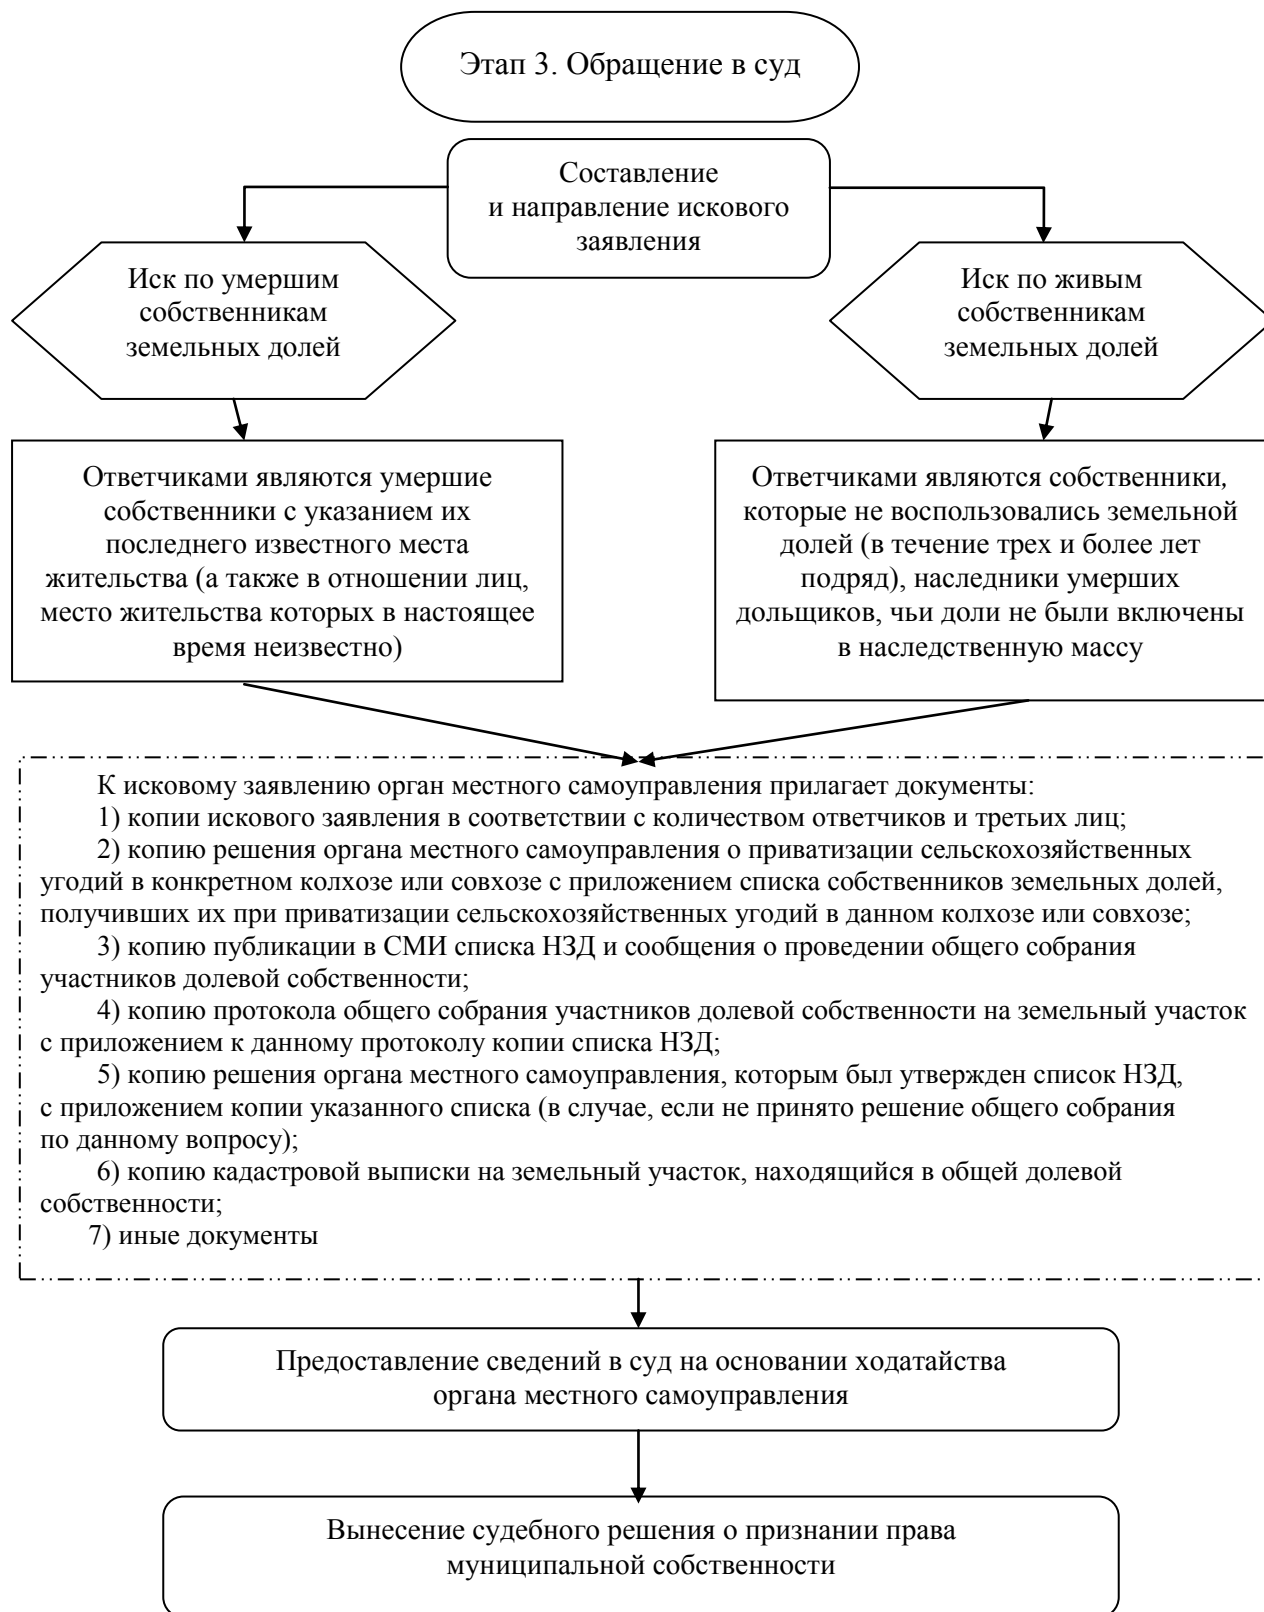 Этап 3. Обращение в суд
Составление
и направление искового
заявления
Иск по умершим
собственникам
земельных долей
Иск по живым
собственникам
земельных долей
Ответчиками являются умершие
собственники с указанием их
последнего известного места
жительства (а также в отношении лиц,
место жительства которых в настоящее
время неизвестно)
Ответчиками являются собственники,
которые не воспользовались земельной
долей (в течение трех и более лет
подряд), наследники умерших
дольщиков, чьи доли не были включены
в наследственную массу
К исковому заявлению орган местного самоуправления прилагает документы:
1) копии искового заявления в соответствии с количеством ответчиков и третьих лиц;
2) копию решения органа местного самоуправления о приватизации сельскохозяйственных
угодий в конкретном колхозе или совхозе с приложением списка собственников земельных долей,
получивших их при приватизации сельскохозяйственных угодий в данном колхозе или совхозе;
3) копию публикации в СМИ списка НЗД и сообщения о проведении общего собрания
участников долевой собственности;
4) копию протокола общего собрания участников долевой собственности на земельный участок
с приложением к данному протоколу копии списка НЗД;
5) копию решения органа местного самоуправления, которым был утвержден список НЗД,
с приложением копии указанного списка (в случае, если не принято решение общего собрания
по данному вопросу);
6) копию кадастровой выписки на земельный участок, находящийся в общей долевой
собственности;
7) иные документы
Предоставление сведений в суд на основании ходатайства
органа местного самоуправления
Вынесение судебного решения о признании права
муниципальной собственности